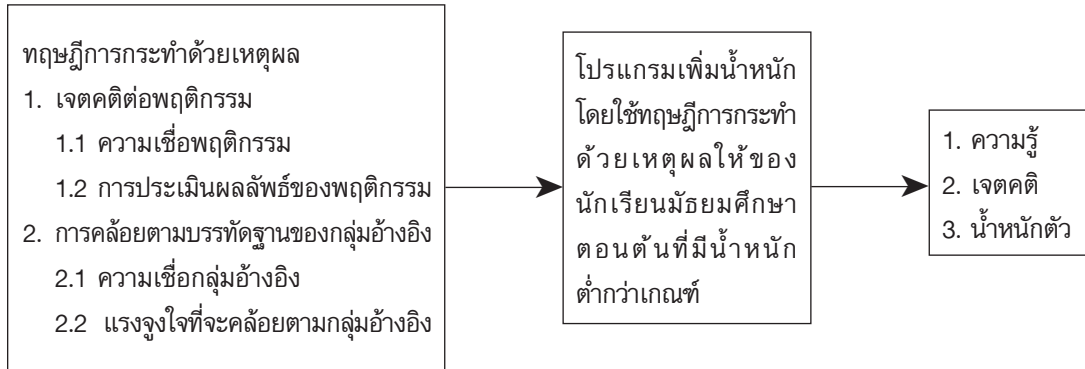 ทฤษฎีการกระทำด้วยเหตุผล
1. เจตคติต่อพฤติกรรม
1.1 ความเชื่อพฤติกรรม
1.2 การประเมินผลลัพธ์ของพฤติกรรม
2. การคล้อยตามบรรทัดฐานของกลุ่มอ้างอิง
2.1 ความเชื่อกลุ่มอ้างอิง
2.2 แรงจูงใจที่จะคล้อยตามกลุ่มอ้างอิง
โปรแกรมเพิ่มน้ำหนัก
โดยใช้ทฤษฎีการกระทำ
ด้วยเหตุผลให้ของ
นักเรียนมัธยมศึกษา
ตอนต้นที่มีน้ำหนัก
ต่ำกว่าเกณฑ์
1. ความรู้
2. เจตคติ
3. น้ำหนักตัว